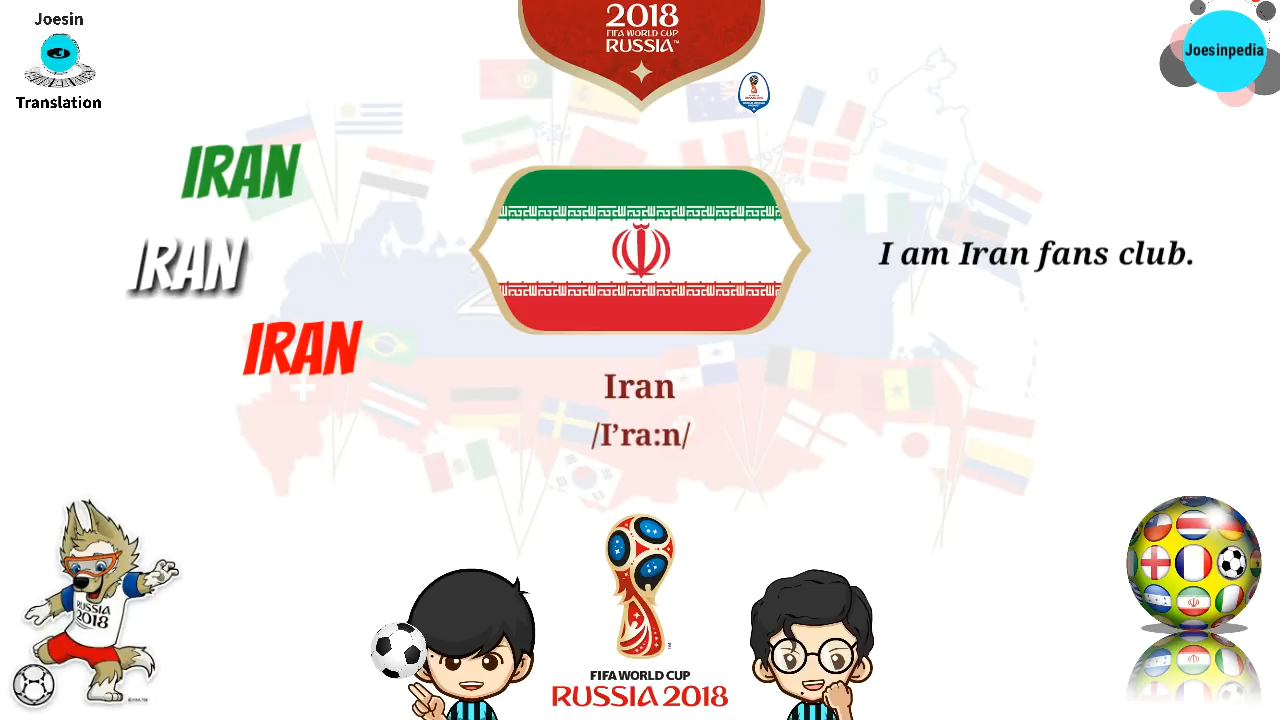 Joesin
Translation
2018
FIFA WORLD CUP
RUSSIA™
Joesinpedia
IRAN
IRAN
IRAN
I am Iran fans club.
Iran
/I’ra:n/
RUSSIA
2018
FIFA WORLD CUP
RUSSIA 2018